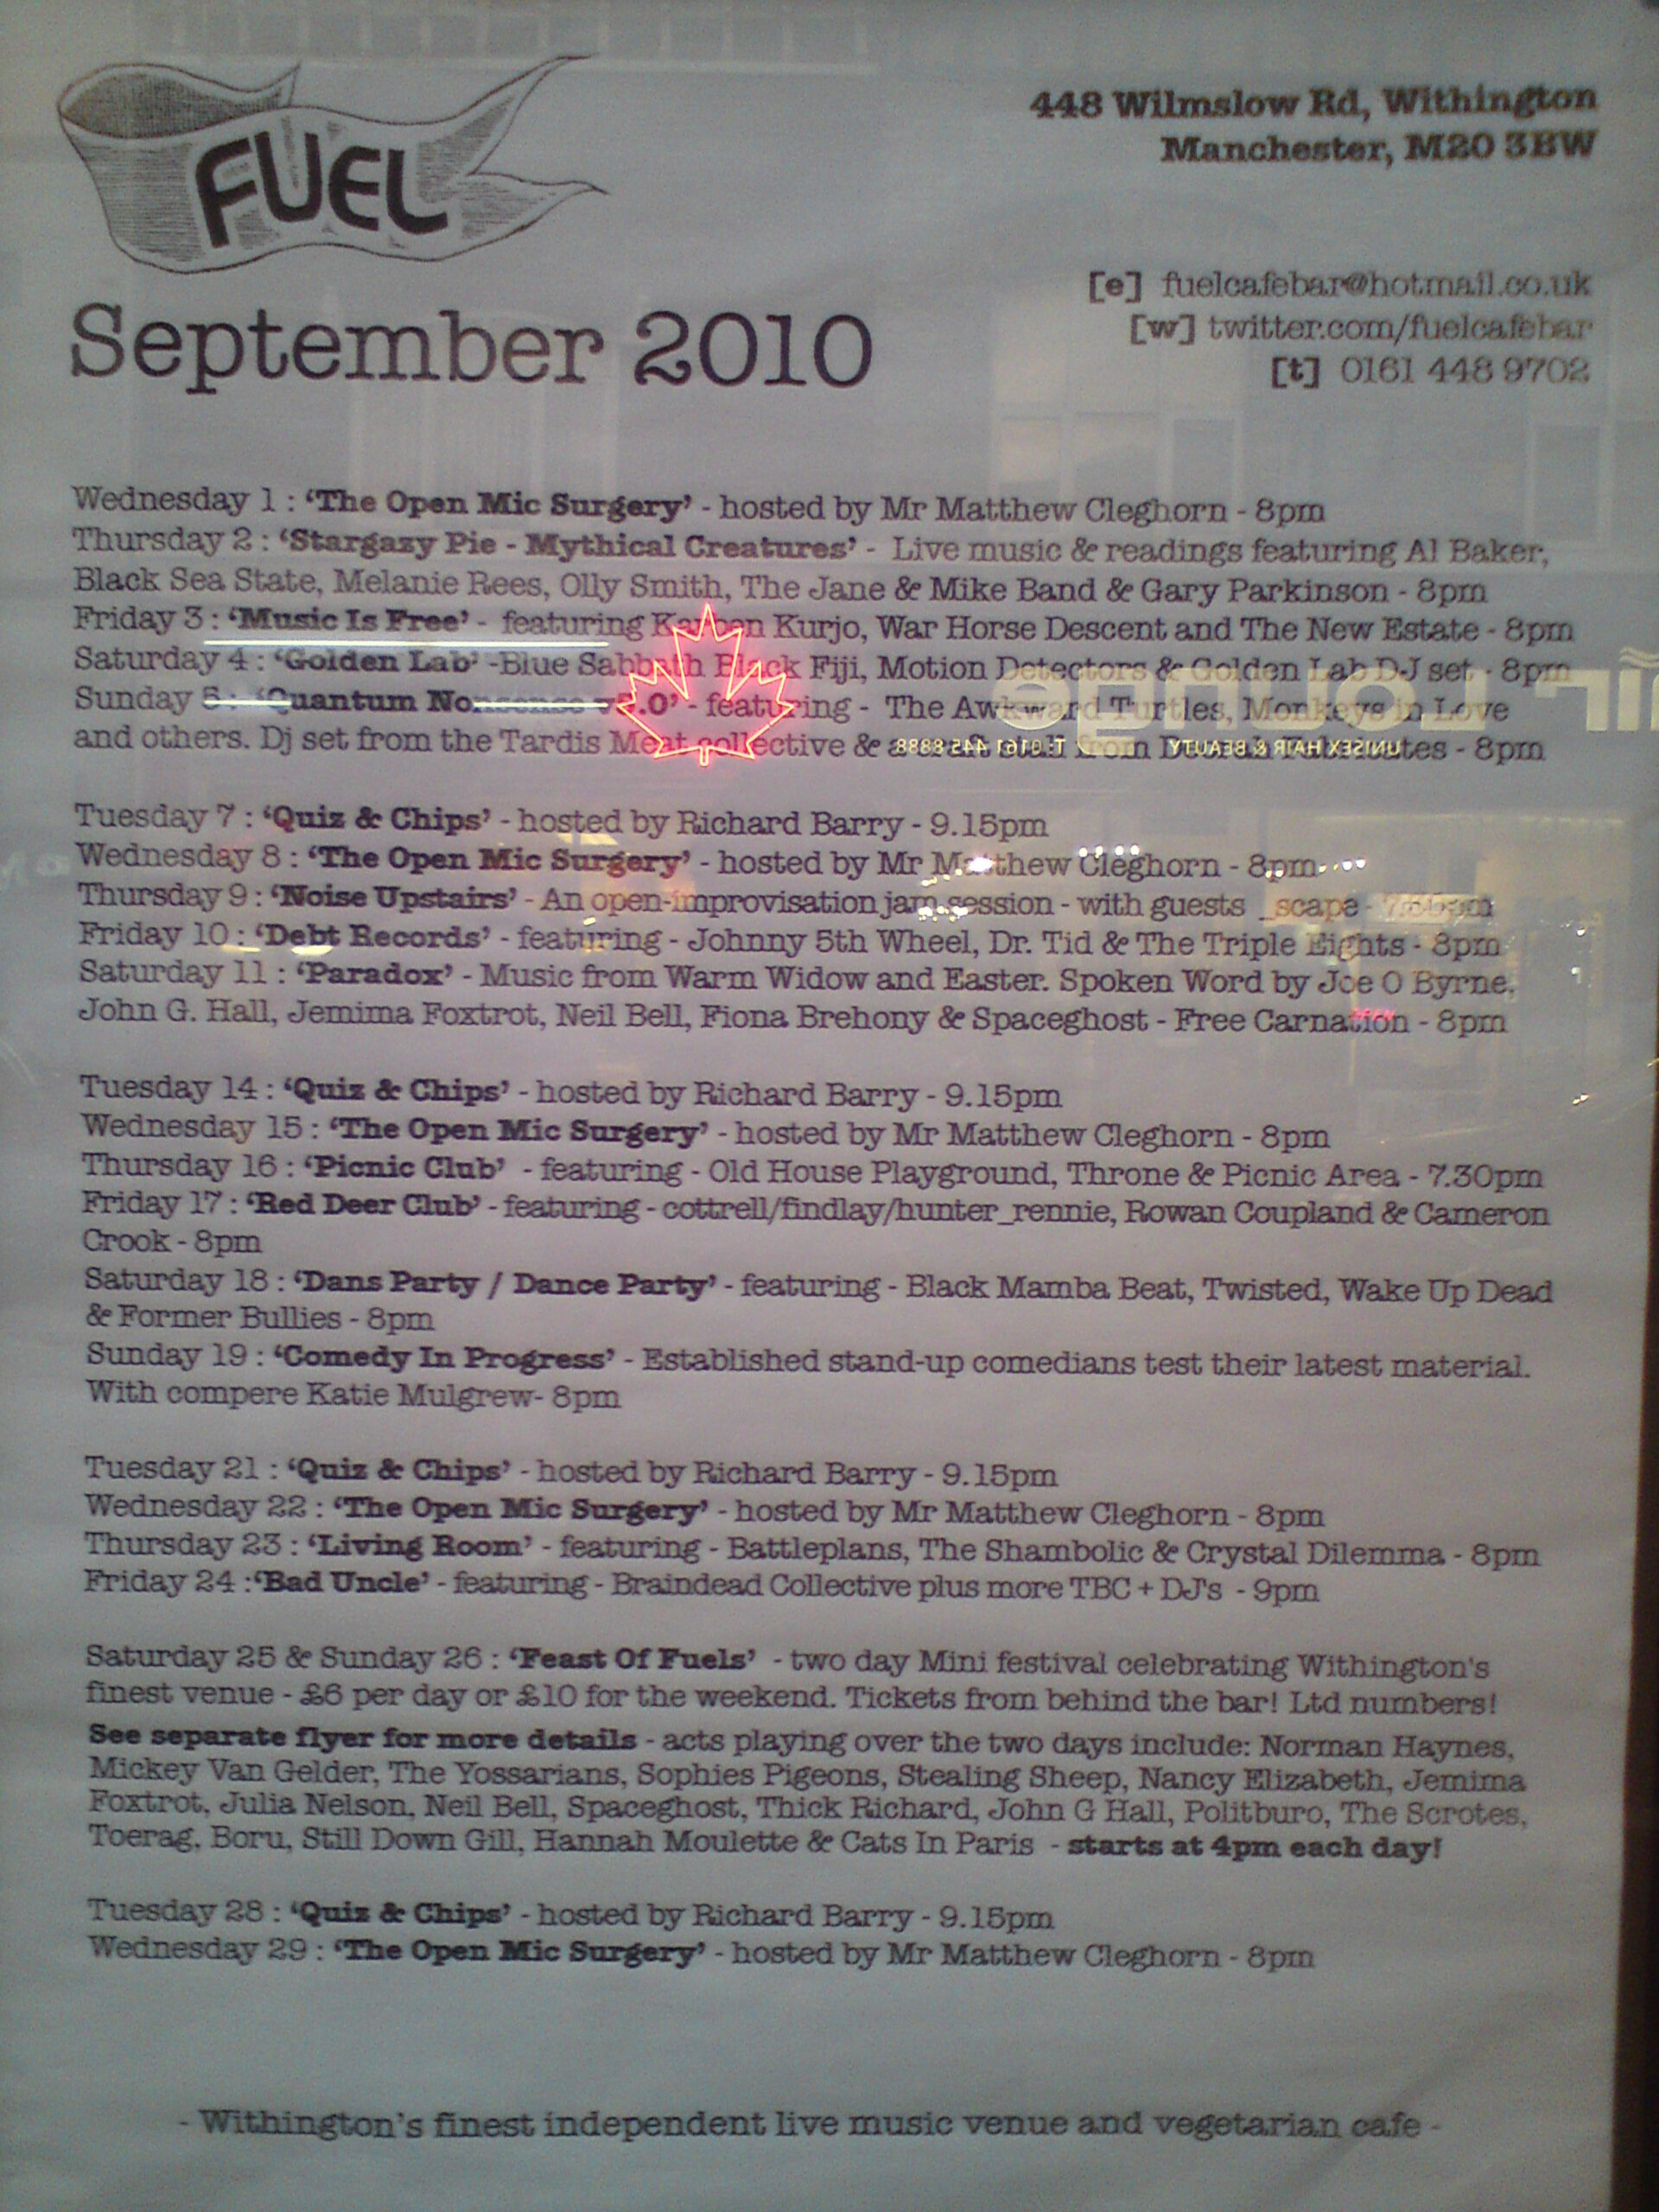 FUEL
448 Wilmslow Rd, Withington
Manchester, M20 3BW
[e] fuelcafebar@hotmail.co.uk
[w] twitter.com/fuelcafebar
[t] 0161 448 9702
September 2010
Wednesday 1 : ‘The Open Mic Surgery’ - hosted by Mr Matthew Cleghorn - 8pm
Thursday 2 : ‘Stargazy Pie - Mythical Creatures’ - Live music & readings featuring Al Baker,
Black Sea State, Melanie Rees, Olly Smith, The Jane & Mike Band & Gary Parkinson - 8pm
Friday 3 : ‘Music Is Free’ - featuring Kurjo, War Horse Descent and The New Estate - 8pm
Saturday 4 : ‘Golden Lab’ -Blue Sabbath Black Fiji, Motion Detectors & Golden Lab DJ set - 8pm
Sunday 5 : ‘Quantum Nonsense - featuring - The Awkward Turtles, Monkeys in Love
and others. Dj set from the Tardis Meat collective & a from - 8pm
Lounge
UNISEX HAIR & BEAUTY T: 0161 445 8888
Tuesday 7 : ‘Quiz & Chips’ - hosted by Richard Barry - 9.15pm
Wednesday 8 : ‘The Open Mic Surgery’ - hosted by Mr Matthew Cleghorn - 8pm
Thursday 9 : ‘Noise Upstairs’ - An open-improvisation jam session - with guests _scape -
Friday 10 : ‘Debt Records’ - featuring - Johnny 5th Wheel, Dr. Tid & The Triple Eights - 8pm
Saturday 11 : ‘Paradox’ - Music from Warm Widow and Easter. Spoken Word by Joe O Byrne,
John G. Hall, Jemima Foxtrot, Neil Bell, Fiona Brehony & Spaceghost - Free Carnation - 8pm
Tuesday 14 : ‘Quiz & Chips’ - hosted by Richard Barry - 9.15pm
Wednesday 15 : ‘The Open Mic Surgery’ - hosted by Mr Matthew Cleghorn - 8pm
Thursday 16 : ‘Picnic Club’ - featuring - Old House Playground, Throne & Picnic Area - 7.30pm
Friday 17 : ‘Red Deer Club’ - featuring - cottrell/findlay/hunter_rennie, Rowan Coupland & Cameron
Crook - 8pm
Saturday 18 : ‘Dans Party / Dance Party’ - featuring - Black Mamba Beat, Twisted, Wake Up Dead
& Former Bullies - 8pm
Sunday 19 : ‘Comedy In Progress’ - Established stand-up comedians test their latest material.
With compere Katie Mulgrew- 8pm
Tuesday 21 : ‘Quiz & Chips’ - hosted by Richard Barry - 9.15pm
Wednesday 22 : ‘The Open Mic Surgery’ - hosted by Mr Matthew Cleghorn - 8pm
Thursday 23 : ‘Living Room’ - featuring - Battleplans, The Shambolic & Crystal Dilemma - 8pm
Friday 24 :‘Bad Uncle’ - featuring - Braindead Collective plus more TBC + DJ's - 9pm
Saturday 25 & Sunday 26 : ‘Feast Of Fuels’ - two day Mini festival celebrating Withington's
finest venue - £6 per day or £10 for the weekend. Tickets from behind the bar! Ltd numbers!
See separate flyer for more details - acts playing over the two days include: Norman Haynes,
Mickey Van Gelder, The Yossarians, Sophies Pigeons, Stealing Sheep, Nancy Elizabeth, Jemima
Foxtrot, Julia Nelson, Neil Bell, Spaceghost, Thick Richard, John G Hall, Politburo, The Scrotes,
Toerag, Boru, Still Down Gill, Hannah Moulette & Cats In Paris - starts at 4pm each day!
Tuesday 28 : ‘Quiz & Chips’ - hosted by Richard Barry - 9.15pm
Wednesday 29 : ‘The Open Mic Surgery’ - hosted by Mr Matthew Cleghorn - 8pm
- Withington's finest independent live music venue and vegetarian cafe -